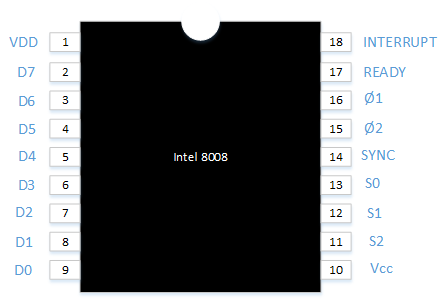 VDD 1 18 INTERRUPT
D7 2 17 READY
D6 3 16 Ø1
D5 4 15 Ø2
D4 5 Intel 8008 14 SYNC
D3 6 13 S0
D2 7 12 S1
D1 8 11 S2
D0 9 10 Vcc